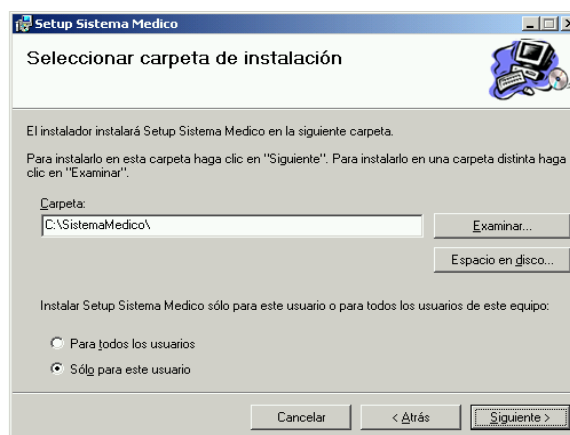 Setup Sistema Medico
Seleccionar carpeta de instalación
El instalador instalará Setup Sistema Medico en la siguiente carpeta.
Para instalarlo en esta carpeta haga clic en "Siguiente". Para instalarlo en una carpeta distinta haga
clic en "Examinar".
Carpeta:
C:\SistemaMedico\
Examinar...
Espacio en disco...
Instalar Setup Sistema Medico sólo para este usuario o para todos los usuarios de este equipo:
Para todos los usuarios
Sólo para este usuario
Cancelar
< Atrás
Siguiente >